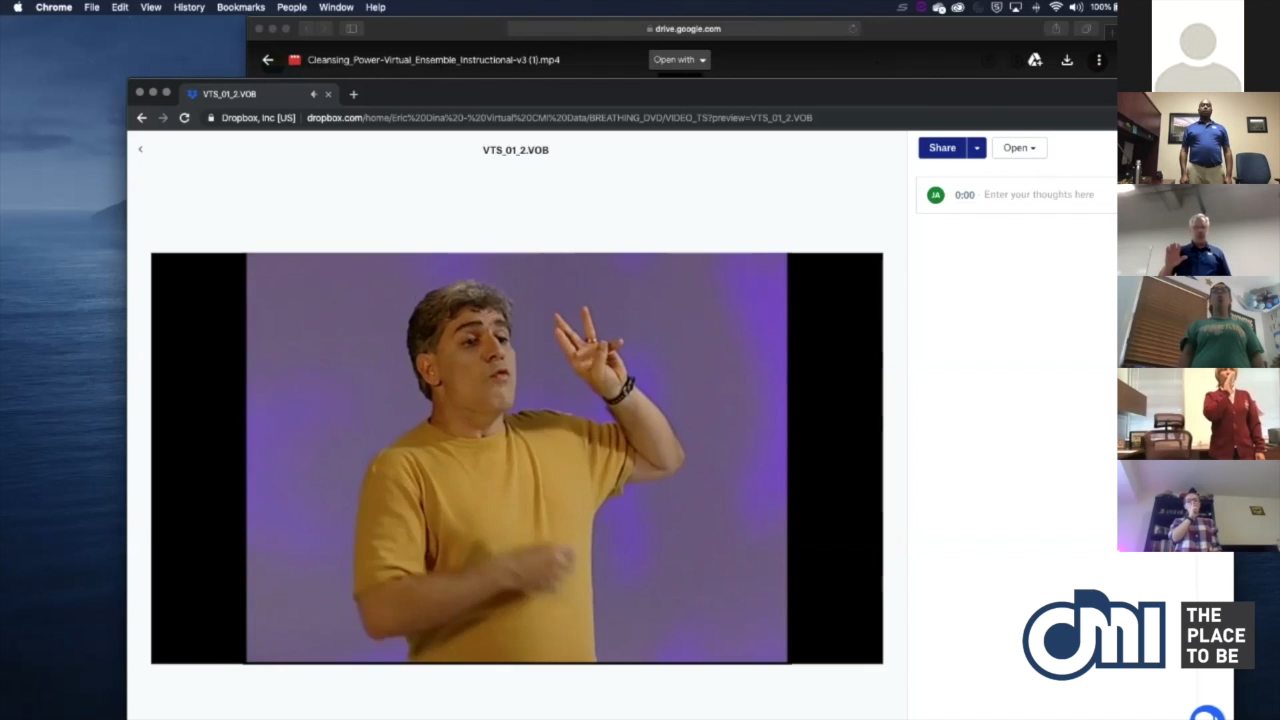 Chrome File Edit View History Bookmarks People Window Help 100%
drive.google.com
Cleansing_Power-Virtual_Ensemble_Instructional-v3 (1).mp4 Open with
VTS_01_2.VOB
Dropbox, Inc [US] dropbox.com/home/Eric%20Dina%20-%20Virtual%20CMI%20Data/BREATHING_DVD/VIDEO_TS?preview=VTS_01_2.VOB
VTS_01_2.VOB Share Open
JA 0:00 Enter your thoughts here
cmi
THE
PLACE
TO BE